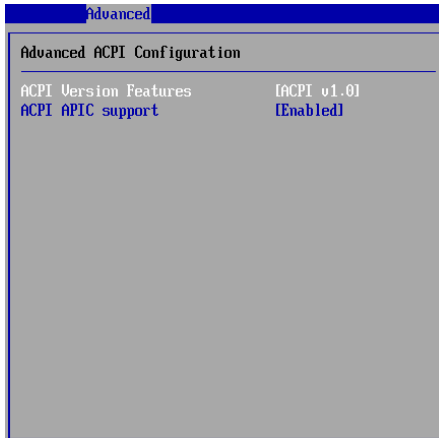 Advanced
Advanced ACPI Configuration
ACPI Version Features [ACPI v1.0]
ACPI APIC support [Enabled]